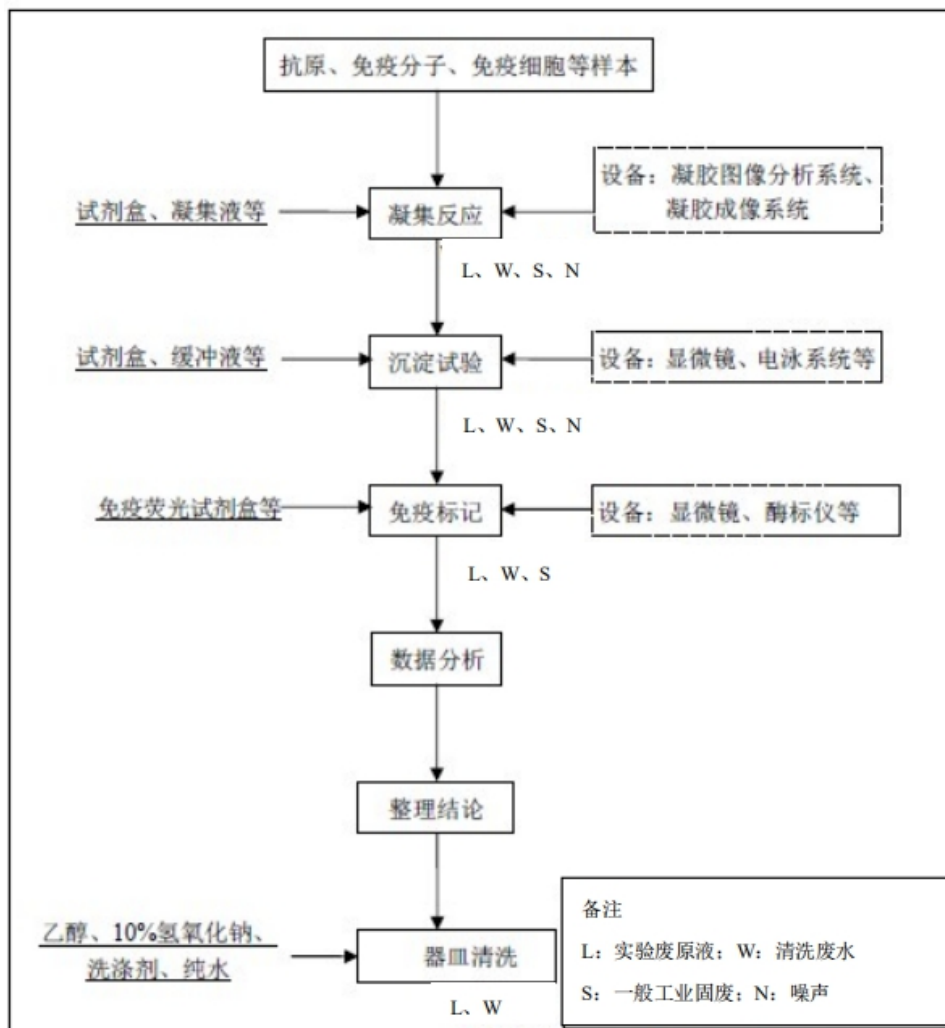 抗原、免疫分子、免疫细胞等样本
试剂盒、凝集液等
凝集反应
设备：凝胶图像分析系统、
凝胶成像系统
L、W、S、N
试剂盒、缓冲液等
沉淀试验
设备：显微镜、电泳系统等
L、W、S、N
免疫荧光试剂盒等
免疫标记
设备：显微镜、酶标仪等
L、W、S
数据分析
整理结论
乙醇、10%氢氧化钠、
洗涤剂、纯水
器皿清洗
L、W
备注
L：实验废原液；W：清洗废水
S：一般工业固废；N：噪声